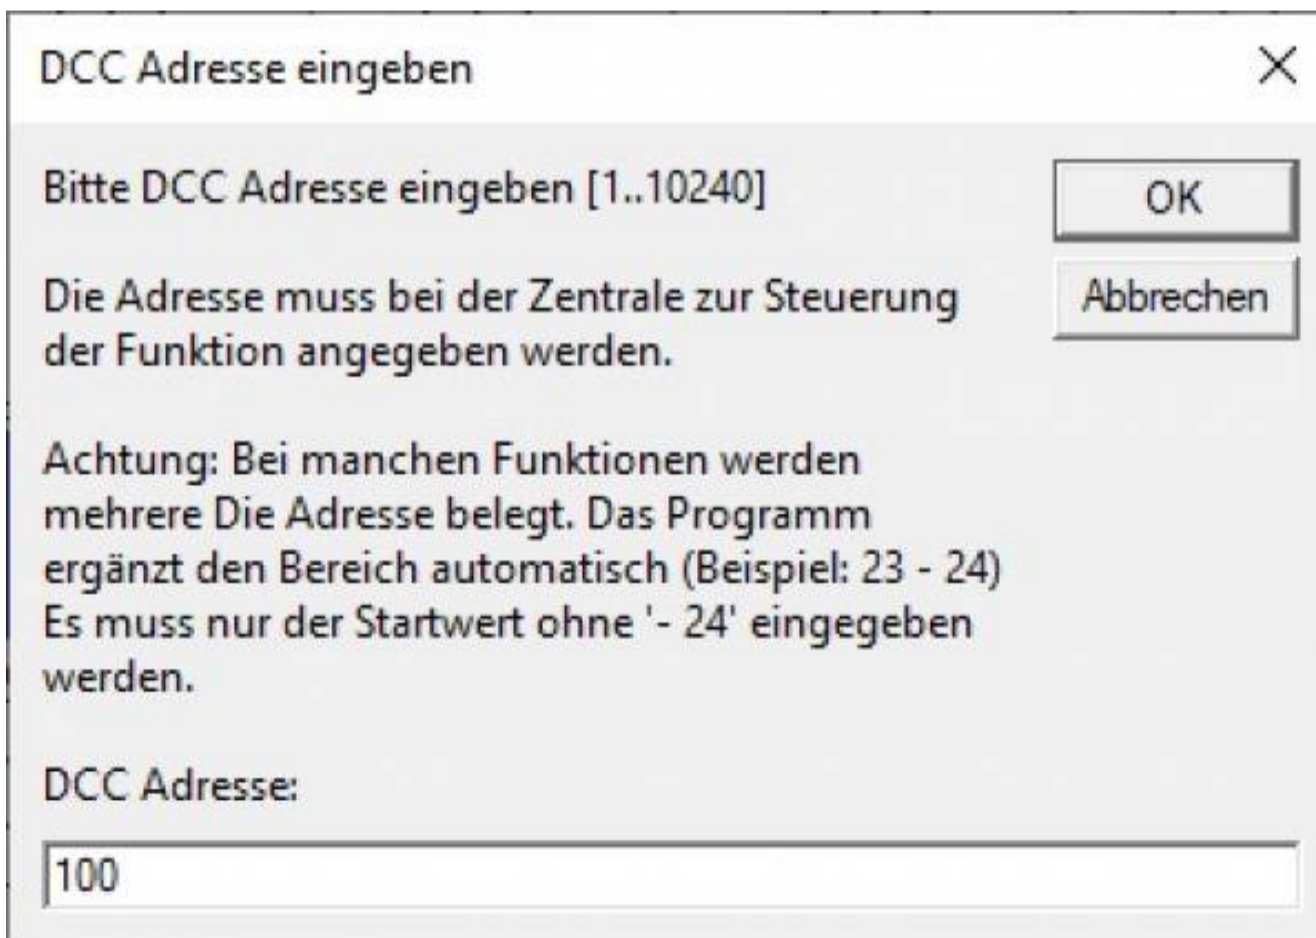 DCC Adresse eingeben
Bitte DCC Adresse eingeben [1..10240]
OK
Die Adresse muss bei der Zentrale zur Steuerung
der Funktion angegeben werden.
Abbrechen
Achtung: Bei manchen Funktionen werden
mehrere Die Adresse belegt. Das Programm
ergänzt den Bereich automatisch (Beispiel: 23 - 24)
Es muss nur der Startwert ohne '- 24' eingegeben
werden.
DCC Adresse:
100